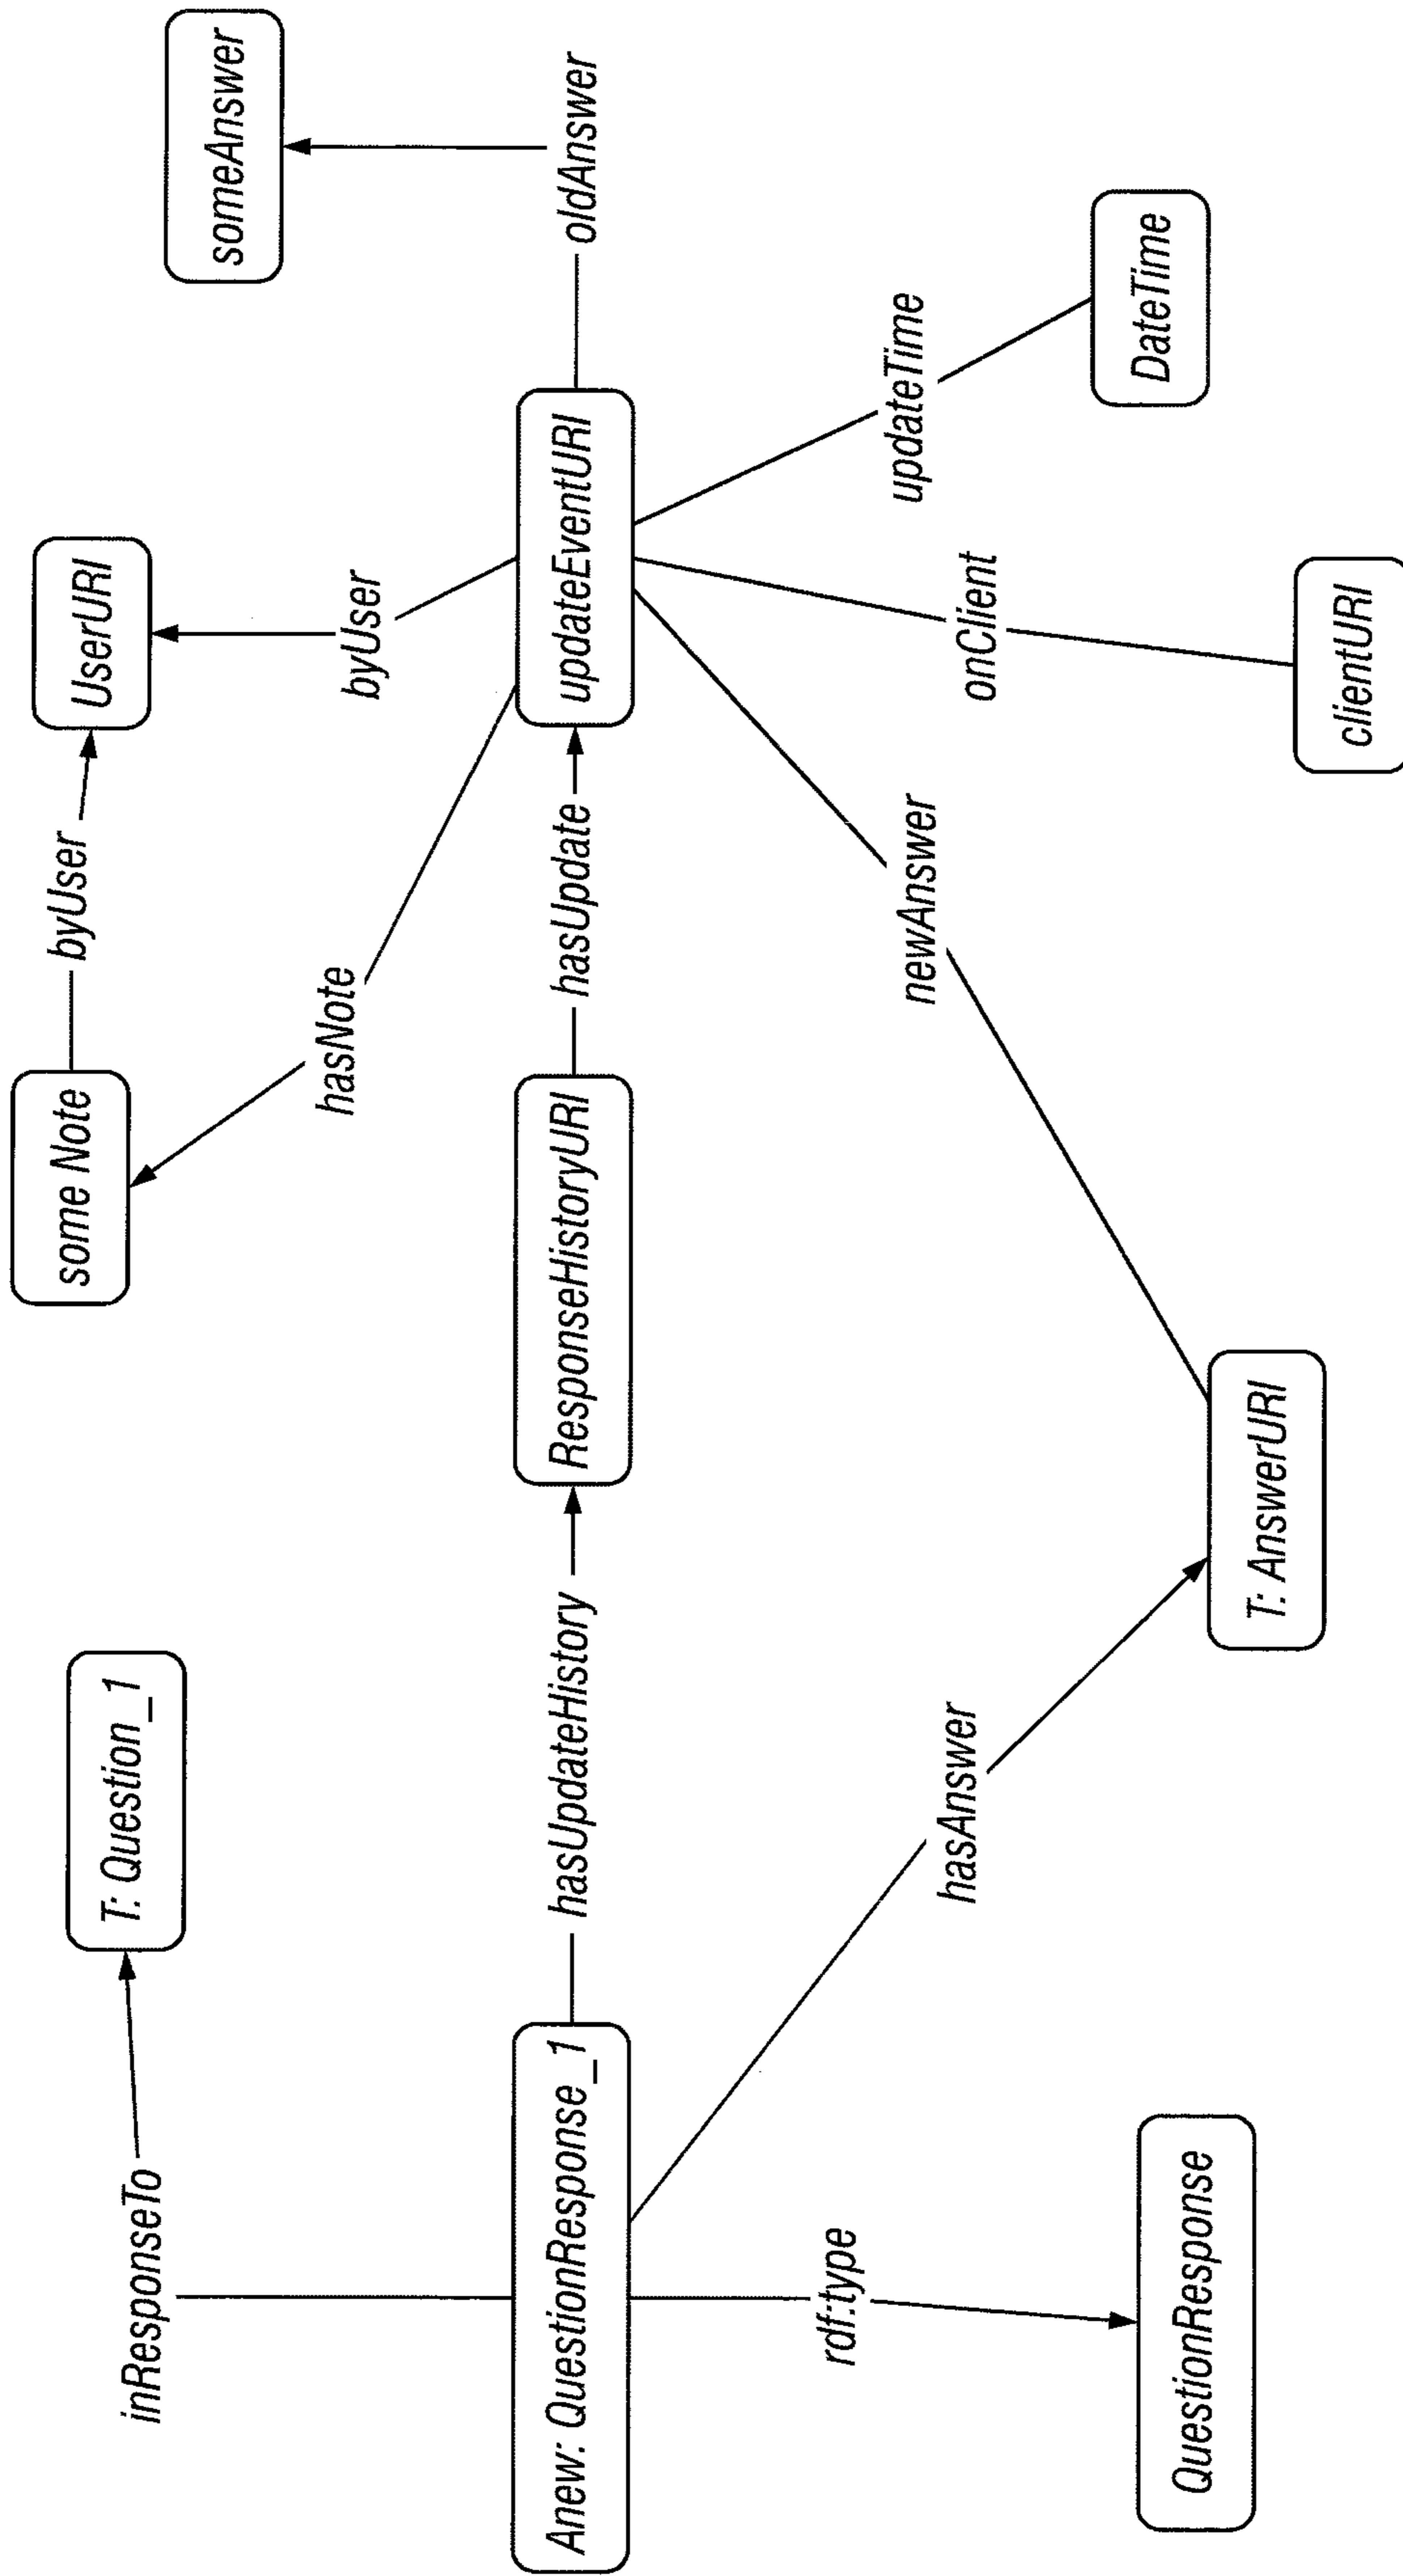 some Note
byUser
UserURI
someAnswer
T: Question_1
inResponseTo
hasNote
byUser
oldAnswer
Anew: QuestionResponse_1
hasUpdateHistory
ResponseHistoryURI
hasUpdate
updateEventURI
rdf:type
hasAnswer
newAnswer
onClient
updateTime
QuestionResponse
T: AnswerURI
clientURI
DateTime